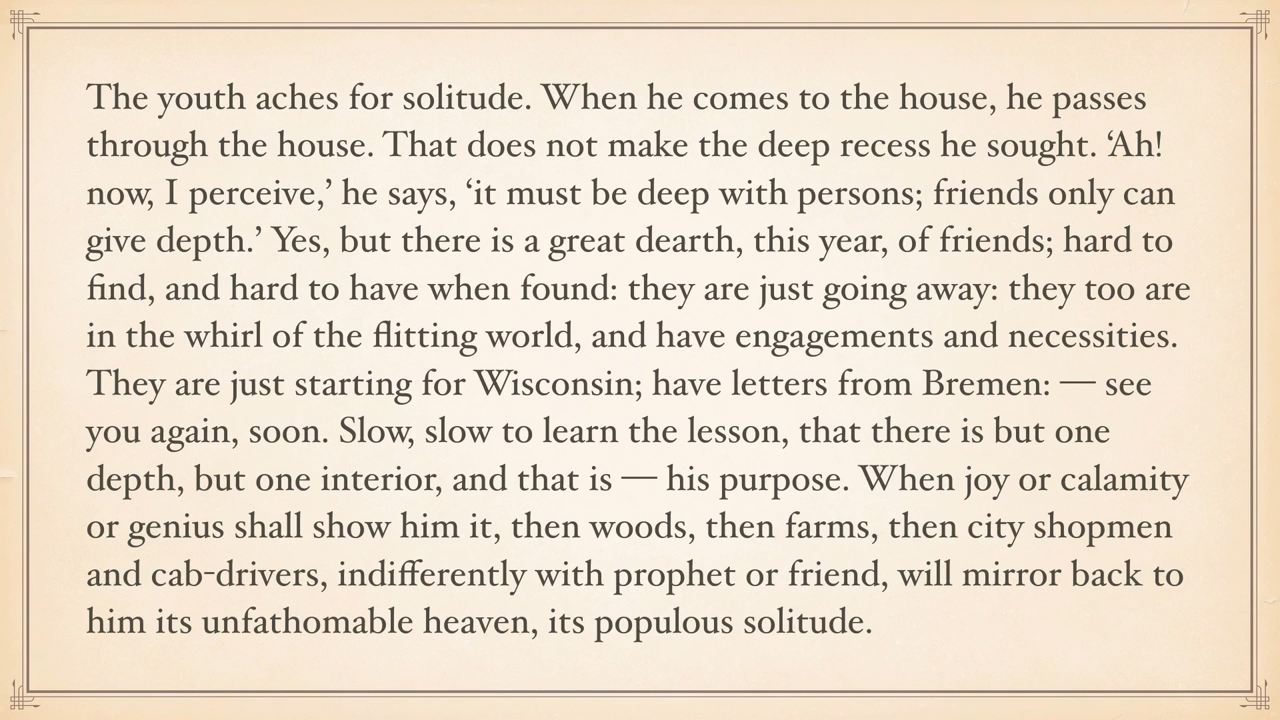 The youth aches for solitude. When he comes to the house, he passes
through the house. That does not make the deep recess he sought. ‘Ah!
now, I perceive,’ he says, ‘it must be deep with persons; friends only can
give depth.’ Yes, but there is a great dearth, this year, of friends; hard to
find, and hard to have when found: they are just going away: they too are
in the whirl of the flitting world, and have engagements and necessities.
They are just starting for Wisconsin; have letters from Bremen: — see
you again, soon. Slow, slow to learn the lesson, that there is but one
depth, but one interior, and that is — his purpose. When joy or calamity
or genius shall show him it, then woods, then farms, then city shopmen
and cab-drivers, indifferently with prophet or friend, will mirror back to
him its unfathomable heaven, its populous solitude.